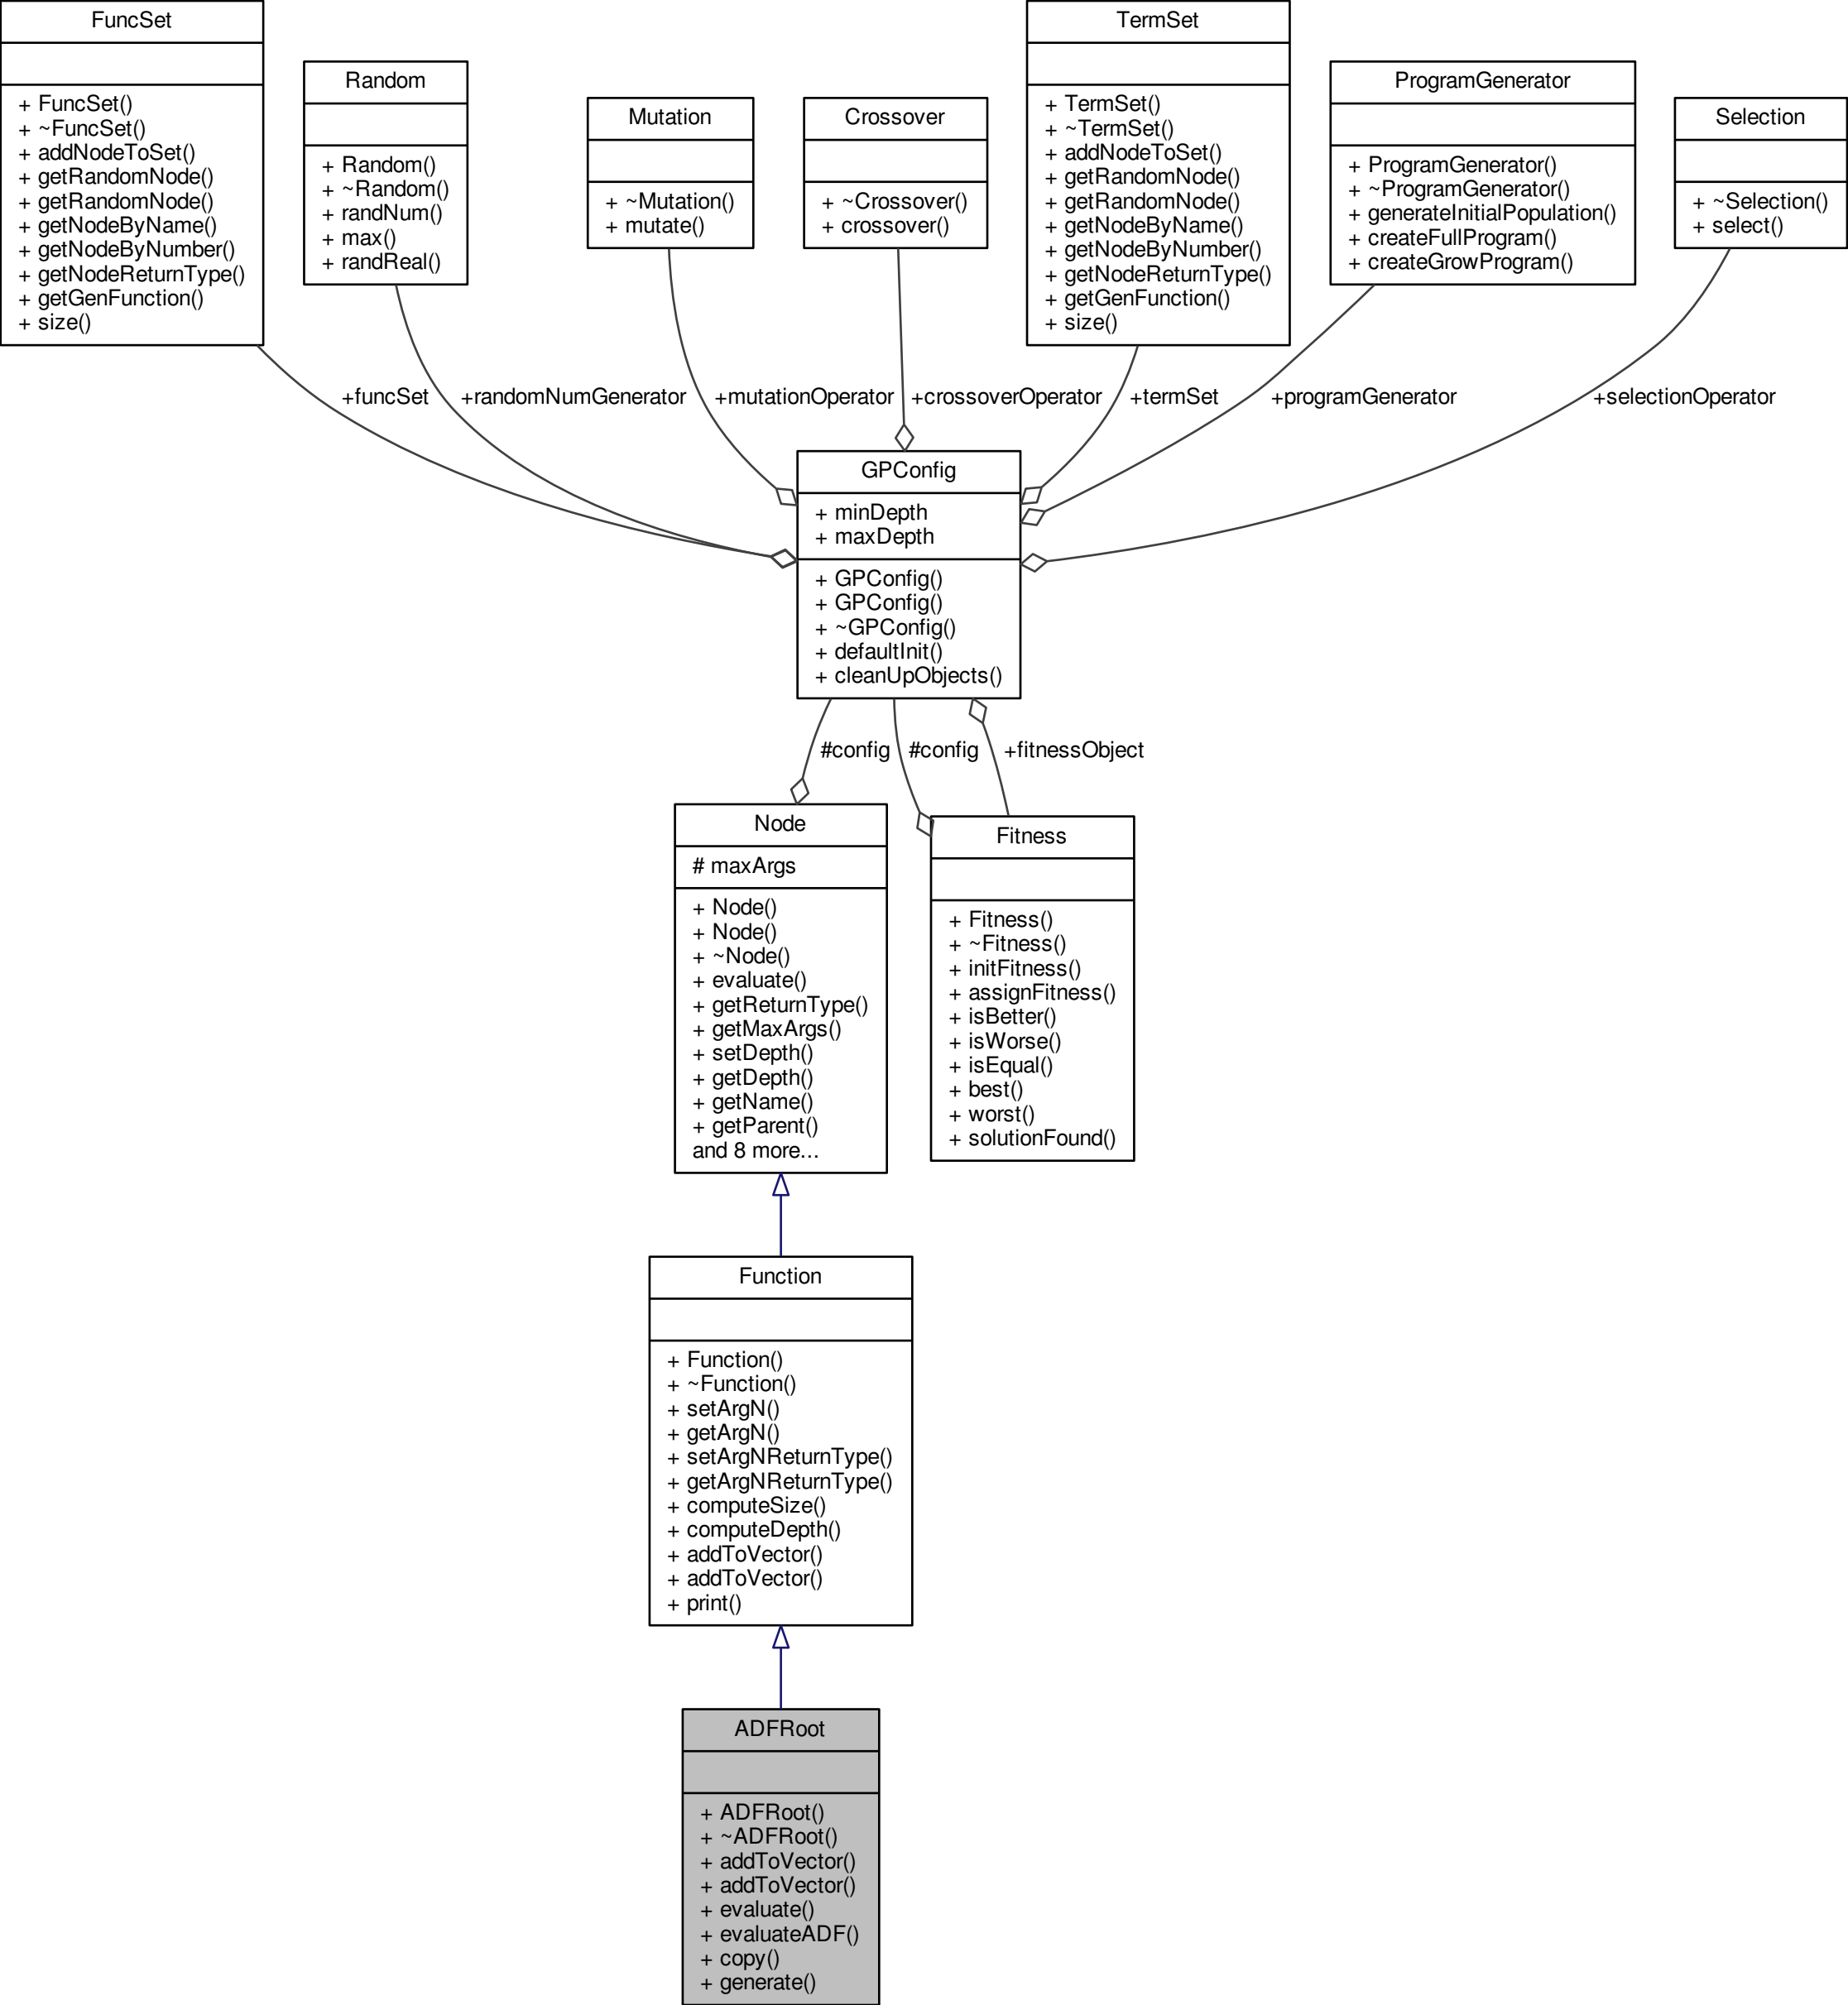 FuncSet
+ FuncSet()
+ ~FuncSet()
+ addNodeToSet()
+ getRandomNode()
+ getRandomNode()
+ getNodeByName()
+ getNodeByNumber()
+ getNodeReturnType()
+ getGenFunction()
+ size()
Random
+ Random()
+ ~Random()
+ randNum()
+ max()
+ randReal()
Mutation
+ ~Mutation()
+ mutate()
Crossover
+ ~Crossover()
+ crossover()
TermSet
+ TermSet()
+ ~TermSet()
+ addNodeToSet()
+ getRandomNode()
+ getRandomNode()
+ getNodeByName()
+ getNodeByNumber()
+ getNodeReturnType()
+ getGenFunction()
+ size()
ProgramGenerator
+ ProgramGenerator()
+ ~ProgramGenerator()
+ generateInitialPopulation()
+ createFullProgram()
+ createGrowProgram()
Selection
+ ~Selection()
+ select()
+funcSet
+randomNumGenerator
+mutationOperator
+crossoverOperator
+termSet
+programGenerator
+selectionOperator
GPConfig
+ minDepth
+ maxDepth
+ GPConfig()
+ GPConfig()
+ ~GPConfig()
+ defaultInit()
+ cleanUpObjects()
#config
#config
+fitnessObject
Node
# maxArgs
+ Node()
+ Node()
+ ~Node()
+ evaluate()
+ getReturnType()
+ getMaxArgs()
+ setDepth()
+ getDepth()
+ getName()
+ getParent()
and 8 more...
Fitness
+ Fitness()
+ ~Fitness()
+ initFitness()
+ assignFitness()
+ isBetter()
+ isWorse()
+ isEqual()
+ best()
+ worst()
+ solutionFound()
Function
+ Function()
+ ~Function()
+ setArgN()
+ getArgN()
+ setArgNReturnType()
+ getArgNReturnType()
+ computeSize()
+ computeDepth()
+ addToVector()
+ addToVector()
+ print()
ADFRoot
+ ADFRoot()
+ ~ADFRoot()
+ addToVector()
+ addToVector()
+ evaluate()
+ evaluateADF()
+ copy()
+ generate()